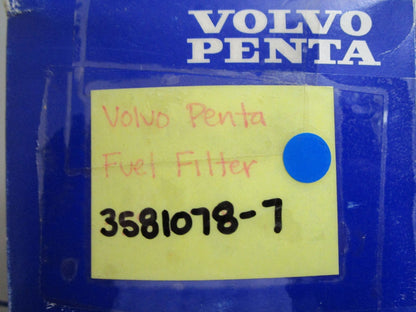 VOLVO
PENTA
Volvo Penta
Fuel Filter
3581078-7